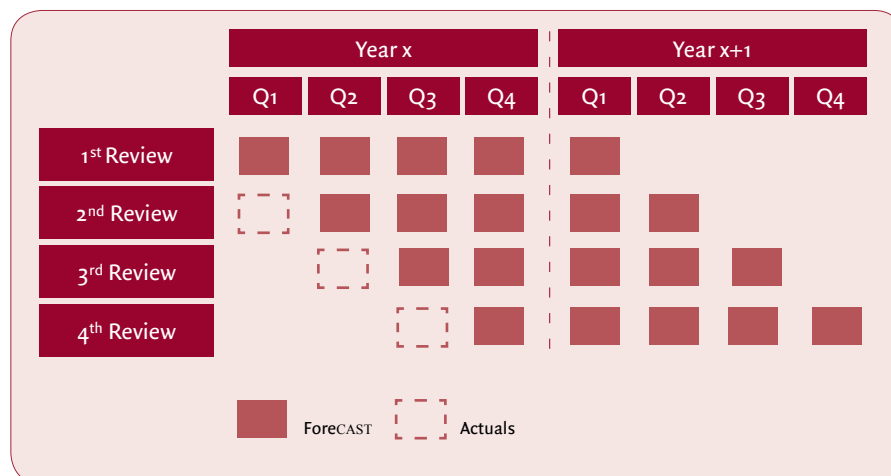 Year x Year x+1
Q1 Q2 Q3 Q4 Q1 Q2 Q3 Q4
1st Review
2nd Review
3rd Review
4th Review
ForeCAST Actuals